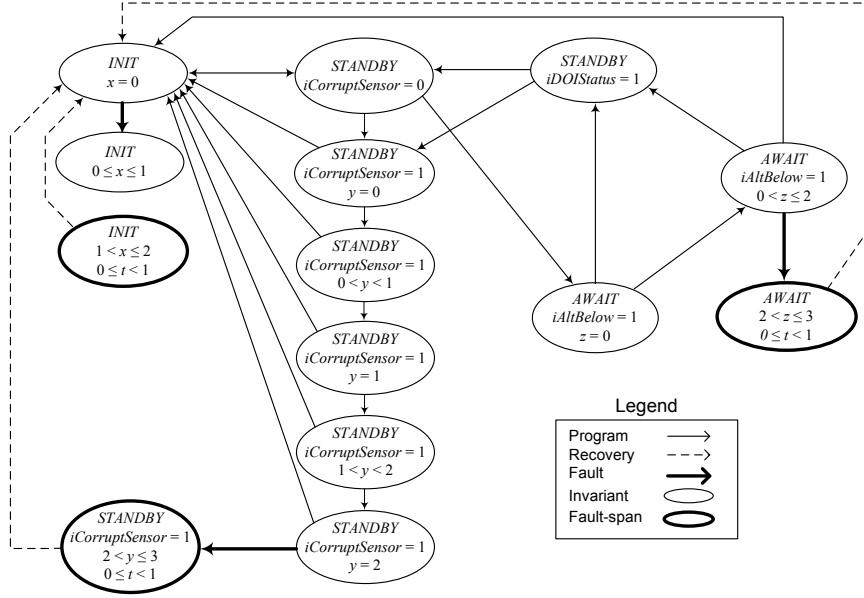 INIT
x = 0
STANDBY
iCorruptSensor = 0
STANDBY
iDOIStatus = 1
INIT
0 ≤ x ≤ 1
STANDBY
iCorruptSensor = 1
y = 0
AWAIT
iAltBelow = 1
0 < z ≤ 2
INIT
1 < x ≤ 2
0 ≤ t < 1
STANDBY
iCorruptSensor = 1
0 < y < 1
AWAIT
iAltBelow = 1
z = 0
AWAIT
2 < z ≤ 3
0 ≤ t < 1
STANDBY
iCorruptSensor = 1
y = 1
STANDBY
iCorruptSensor = 1
1 < y < 2
STANDBY
iCorruptSensor = 1
2 < y ≤ 3
0 ≤ t < 1
STANDBY
iCorruptSensor = 1
y = 2
Legend
Program
Recovery
Fault
Invariant
Fault-span